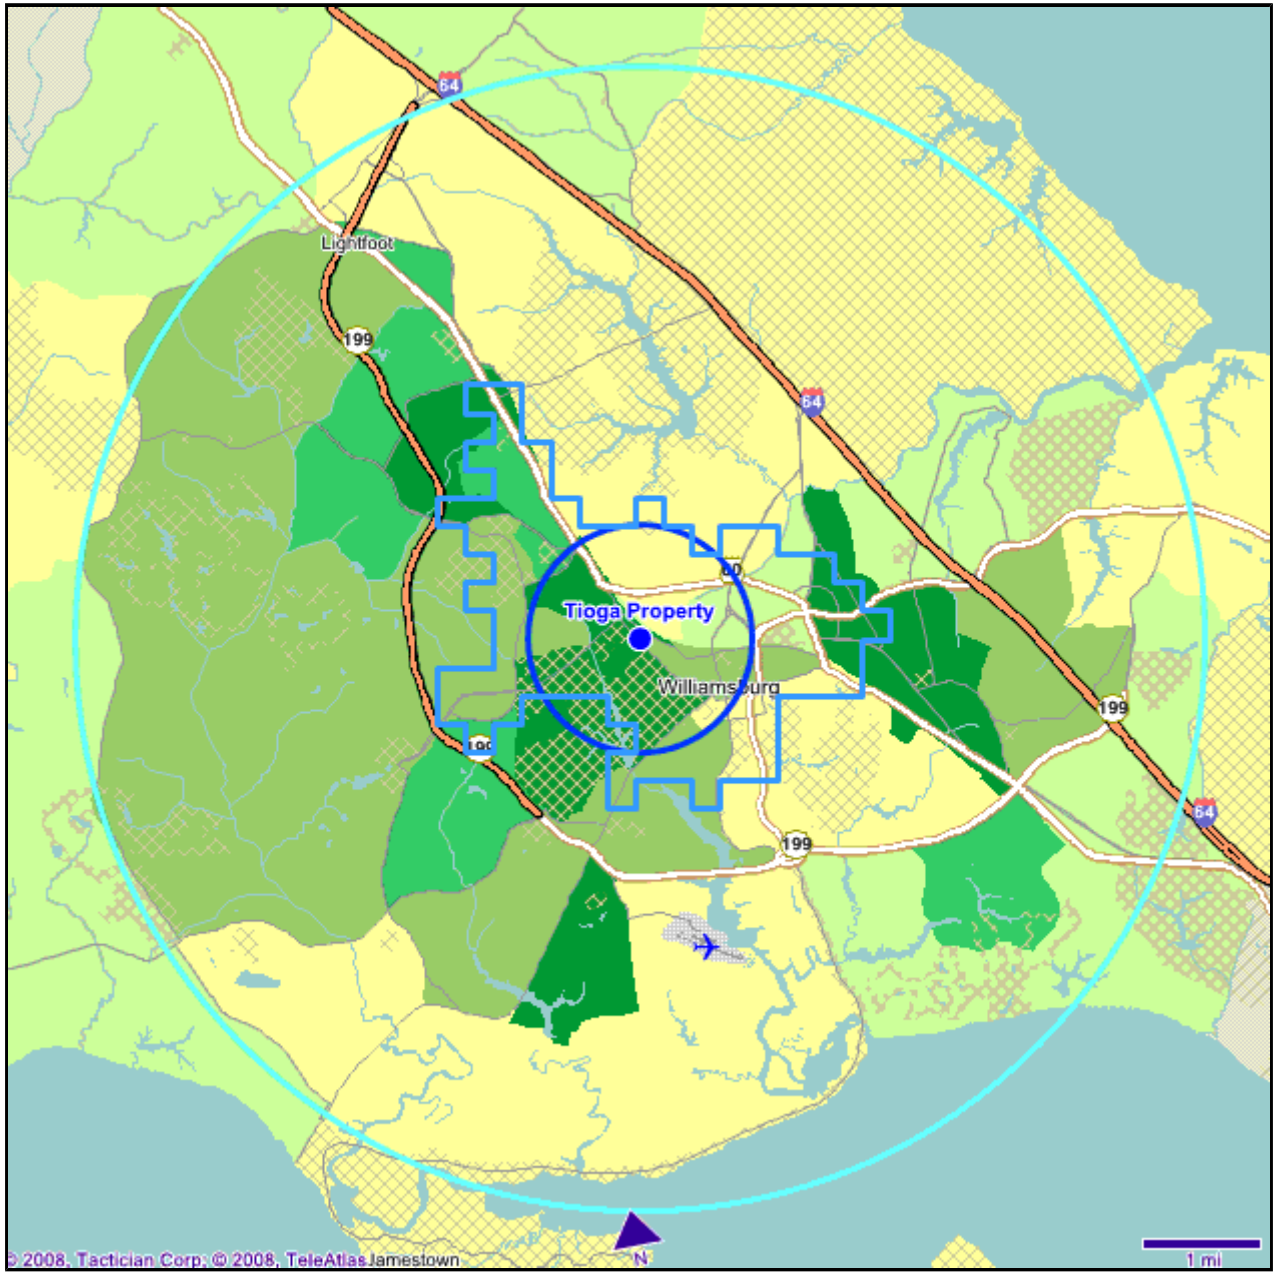 64
Lightfoot
199
64
60
Tioga Property
Williamsburg
199
199
64
199
N
© 2008, Tactician Corp; © 2008, TeleAtlas
Jamestown
1 mi